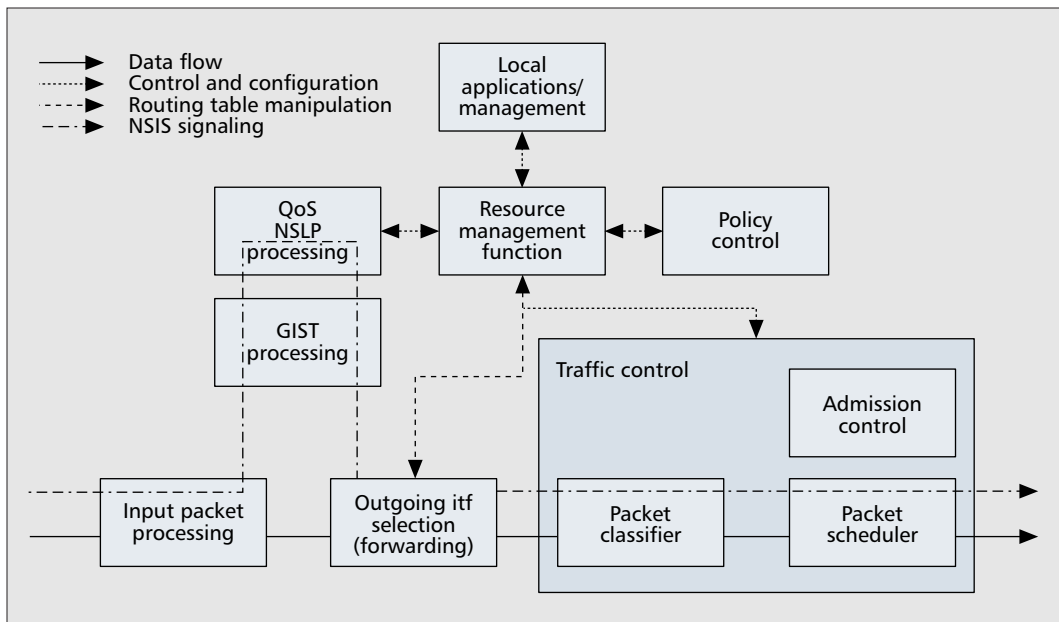 Data flow
Control and configuration
Routing table manipulation
NSIS signaling
Local
applications/
management
QoS
NSLP
processing
Resource
management
function
Policy
control
GIST
processing
Traffic control
Admission
control
Input packet
processing
Outgoing itf
selection
(forwarding)
Packet
classifier
Packet
scheduler